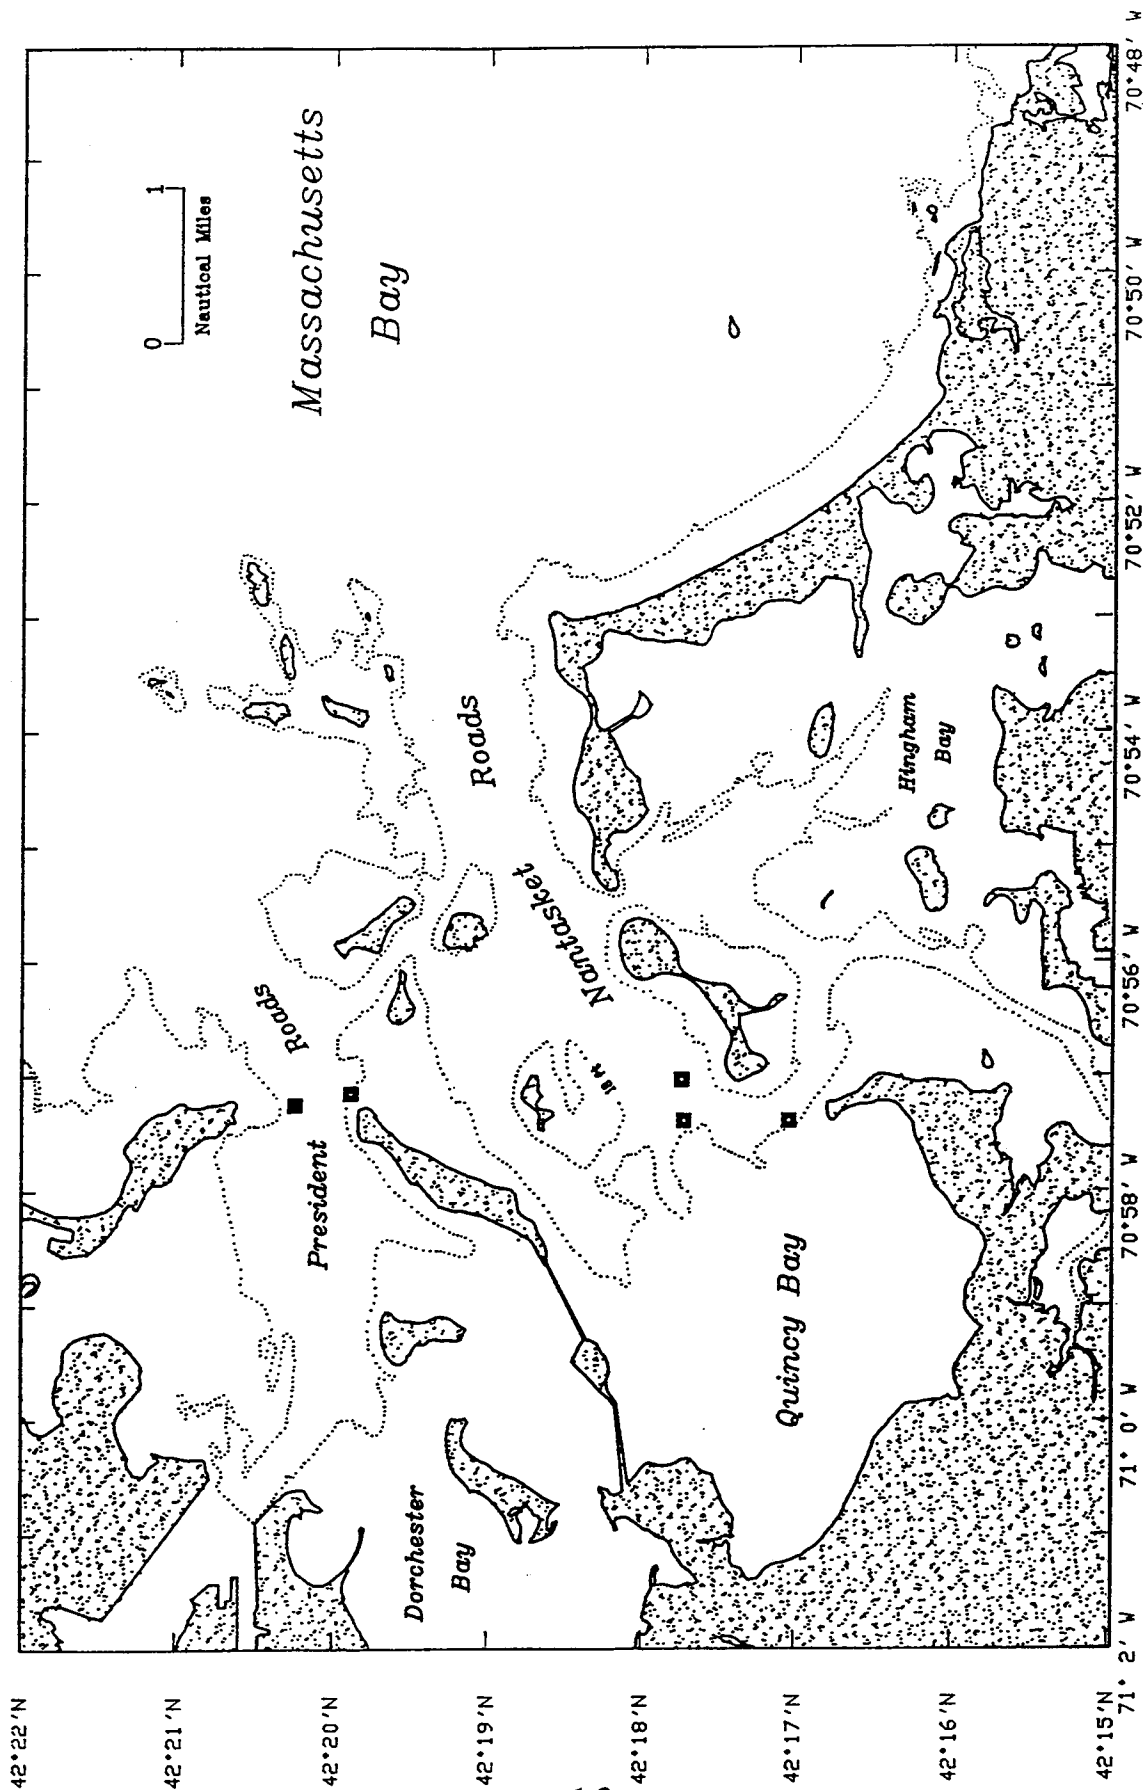 Massachusetts
Bay
0
1
Nautical Miles
Roads
President
Roads
Nantasket
18 ft
Dorchester
Bay
Quincy Bay
Hingham
Bay
42°22'N
42°21'N
42°20'N
42°19'N
42°18'N
42°17'N
42°16'N
42°15'N
71° 2' W
71° 0' W
70°58' W
70°56' W
70°54' W
70°52' W
70°50' W
70°48' W